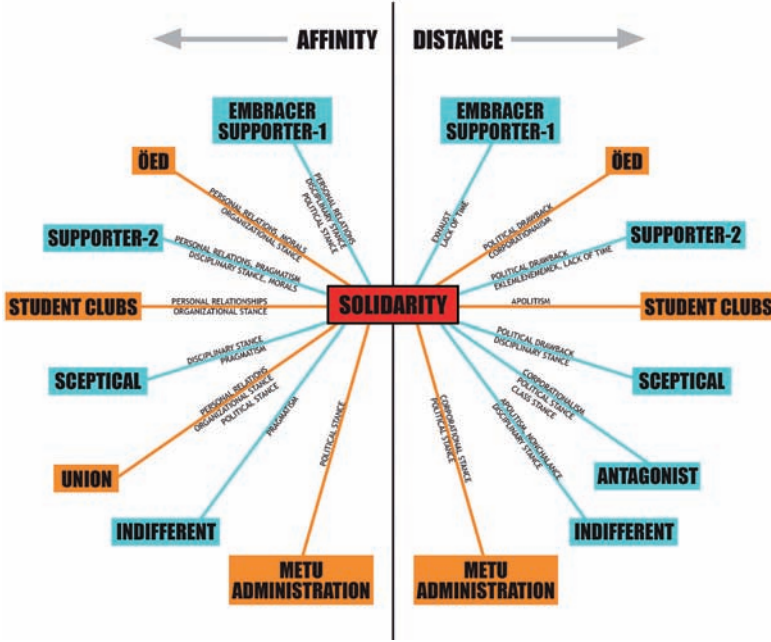 AFFINITY
DISTANCE
EMBRACER
SUPPORTER-1
ÖED
SUPPORTER-2
STUDENT CLUBS
SCEPTICAL
UNION
INDIFFERENT
METU
ADMINISTRATION
PERSONAL RELATIONS
DISCIPLINARY STANCE
POLITICAL STANCE
PERSONAL RELATIONS, MORALS
ORGANIZATIONAL STANCE
PERSONAL RELATIONS, PRAGMATISM
DISCIPLINARY STANCE, MORALS
PERSONAL RELATIONSHIPS
ORGANIZATIONAL STANCE
DISCIPLINARY STANCE
PRAGMATISM
PERSONAL RELATIONS
ORGANIZATIONAL STANCE
POLITICAL STANCE
PRAGMATISM
POLITICAL STANCE
SOLIDARITY
EMBRACER
SUPPORTER-1
ÖED
SUPPORTER-2
STUDENT CLUBS
SCEPTICAL
ANTAGONIST
INDIFFERENT
METU
ADMINISTRATION
EXHAUST
LACK OF TIME
POLITICAL DRAWBACK
CORPORATIONISM
POLITICAL DRAWBACK
EKLEMLENEMEMEK, LACK OF TIME
APOLITISM
POLITICAL DRAWBACK
DISCIPLINARY STANCE
CORPORATIONALISM
POLITICAL STANCE
CLASS STANCE
APOLITISM, NONCHALANCE
DISCIPLINARY STANCE
CORPORATIONAL STANCE
POLITICAL STANCE